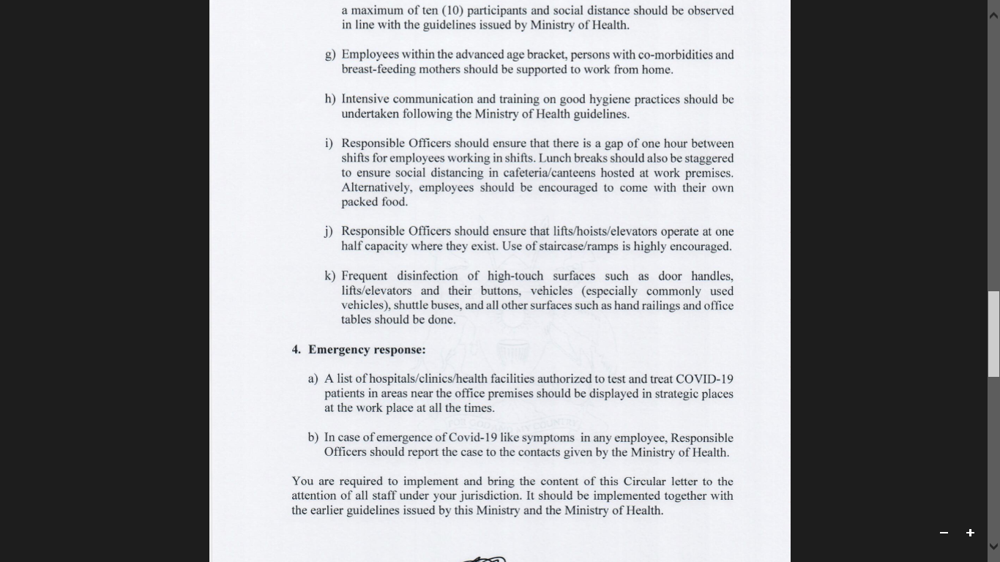 a maximum of ten (10) participants and social distance should be observed
in line with the guidelines issued by Ministry of Health.
g) Employees within the advanced age bracket, persons with co-morbidities and
breast-feeding mothers should be supported to work from home.
h) Intensive communication and training on good hygiene practices should be
undertaken following the Ministry of Health guidelines.
i) Responsible Officers should ensure that there is a gap of one hour between
shifts for employees working in shifts. Lunch breaks should also be staggered
to ensure social distancing in cafeteria/canteens hosted at work premises.
Alternatively, employees should be encouraged to come with their own
packed food.
j) Responsible Officers should ensure that lifts/hoists/elevators operate at one
half capacity where they exist. Use of staircase/ramps is highly encouraged.
k) Frequent disinfection of high-touch surfaces such as door handles,
lifts/elevators and their buttons, vehicles (especially commonly used
vehicles), shuttle buses, and all other surfaces such as hand railings and office
tables should be done.
4. Emergency response:
a) A list of hospitals/clinics/health facilities authorized to test and treat COVID-19
patients in areas near the office premises should be displayed in strategic places
at the work place at all the times.
FOR GOD AND MY COUNTRY
b) In case of emergence of Covid-19 like symptoms in any employee, Responsible
Officers should report the case to the contacts given by the Ministry of Health.
You are required to implement and bring the content of this Circular letter to the
attention of all staff under your jurisdiction. It should be implemented together with
the earlier guidelines issued by this Ministry and the Ministry of Health.